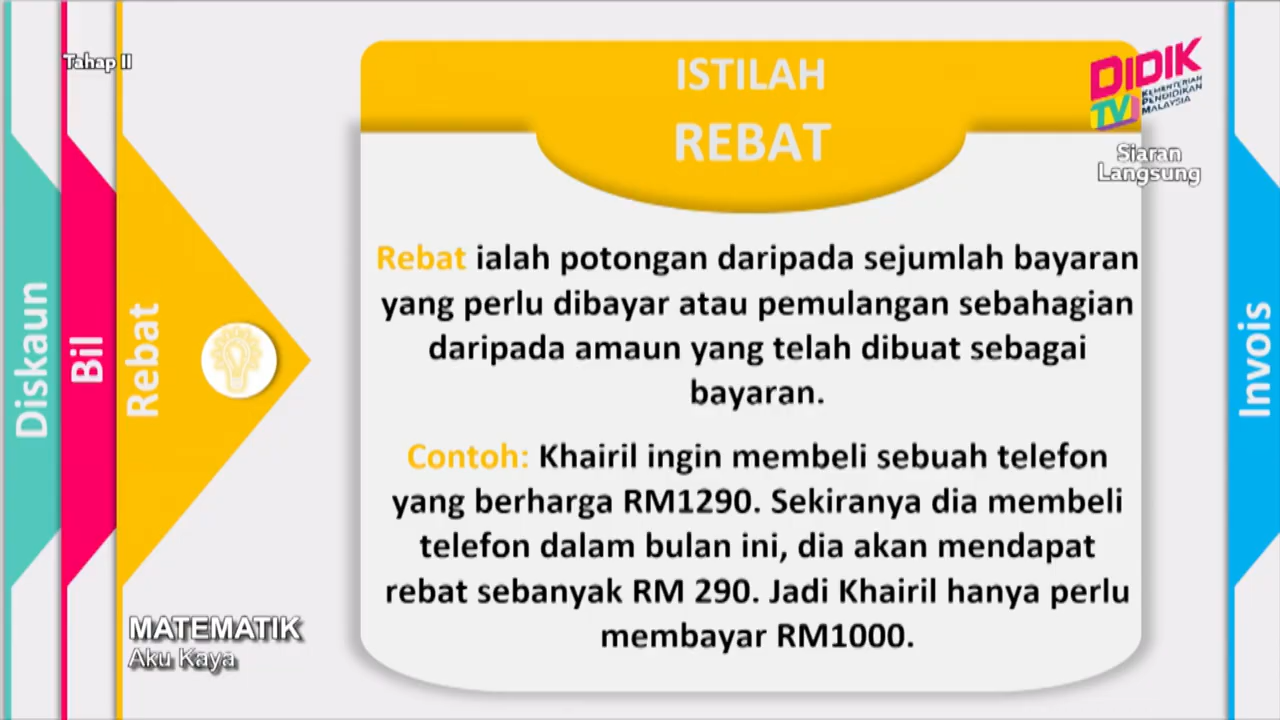 Tahap II
ISTILAH
REBAT
DIDIK
TV
KEMENTERIAN
PENDIDIKAN
MALAYSIA
Siaran
Langsung
Rebat ialah potongan daripada sejumlah bayaran
yang perlu dibayar atau pemulangan sebahagian
daripada amaun yang telah dibuat sebagai
bayaran.
Contoh: Khairil ingin membeli sebuah telefon
yang berharga RM1290. Sekiranya dia membeli
telefon dalam bulan ini, dia akan mendapat
rebat sebanyak RM 290. Jadi Khairil hanya perlu
membayar RM1000.
Diskaun
Bil
Rebat
Invois
MATEMATIK
Aku Kaya